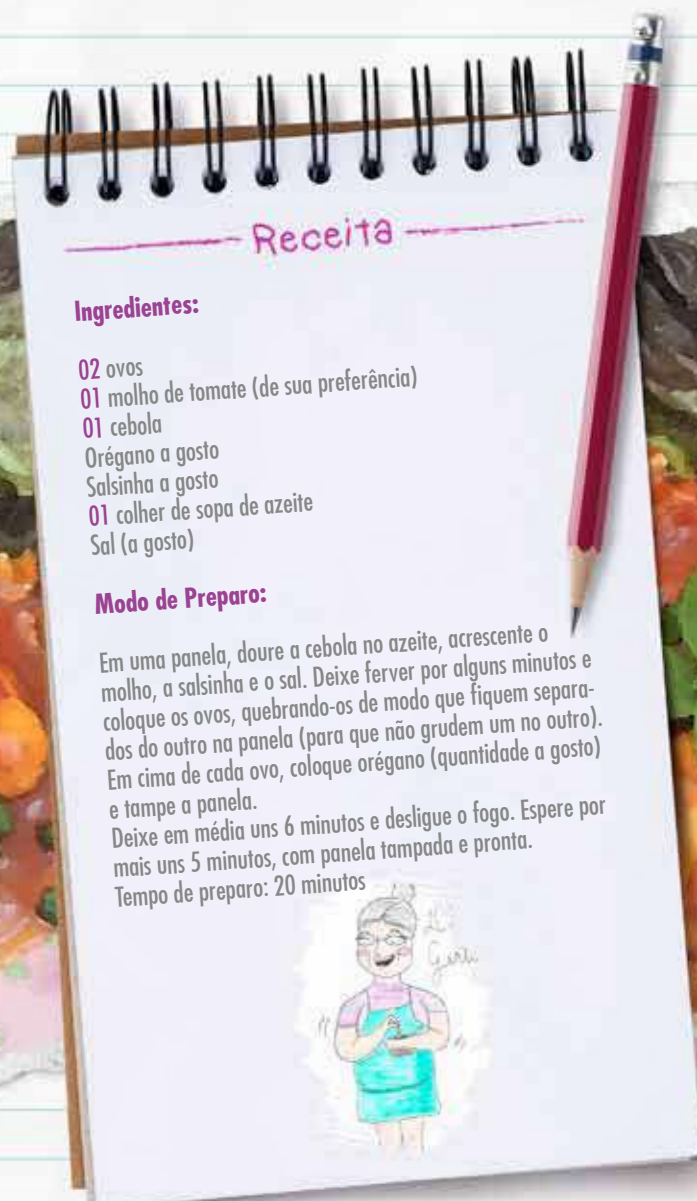 Receita
Ingredientes:
02 ovos
01 molho de tomate (de sua preferência)
01 cebola
Orégano a gosto
Salsinha a gosto
01 colher de sopa de azeite
Sal (a gosto)
Modo de Preparo:
Em uma panela, doure a cebola no azeite, acrescente o
molho, a salsinha e o sal. Deixe ferver por alguns minutos e
coloque os ovos, quebrando-os de modo que fiquem separa-
dos do outro na panela (para que não grudem um no outro).
Em cima de cada ovo, coloque orégano (quantidade a gosto)
e tampe a panela.
Deixe em média uns 6 minutos e desligue o fogo. Espere por
mais uns 5 minutos, com panela tampada e pronta.
Tempo de preparo: 20 minutos